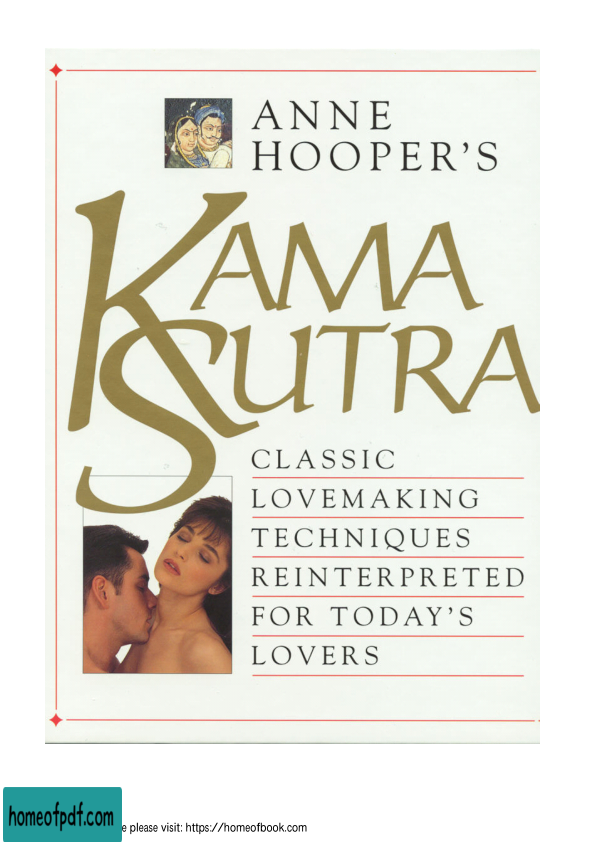 ANNE
HOOPER'S
KAMA
SUTRA
CLASSIC
LOVEMAKING
TECHNIQUES
REINTERPRETED
FOR TODAY'S
LOVERS
homeofpdf.com
e please visit: https://homeofbook.com